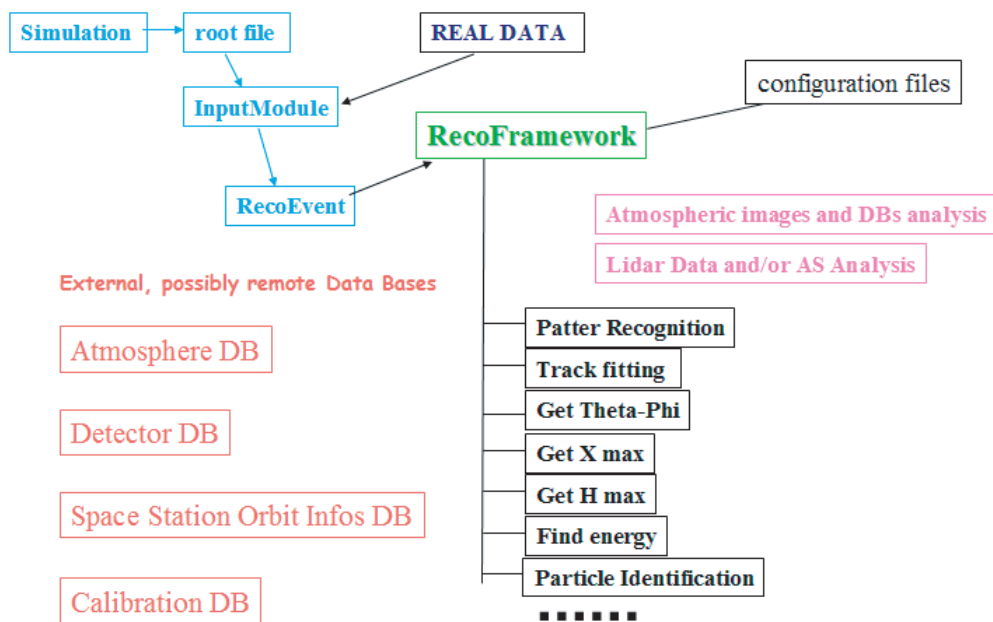 Simulation
root file
REAL DATA
configuration files
InputModule
RecoFramework
RecoEvent
Atmospheric images and DBs analysis
Lidar Data and/or AS Analysis
External, possibly remote Data Bases
Atmosphere DB
Detector DB
Space Station Orbit Infos DB
Calibration DB
Patter Recognition
Track fitting
Get Theta-Phi
Get X max
Get H max
Find energy
Particle Identification
......